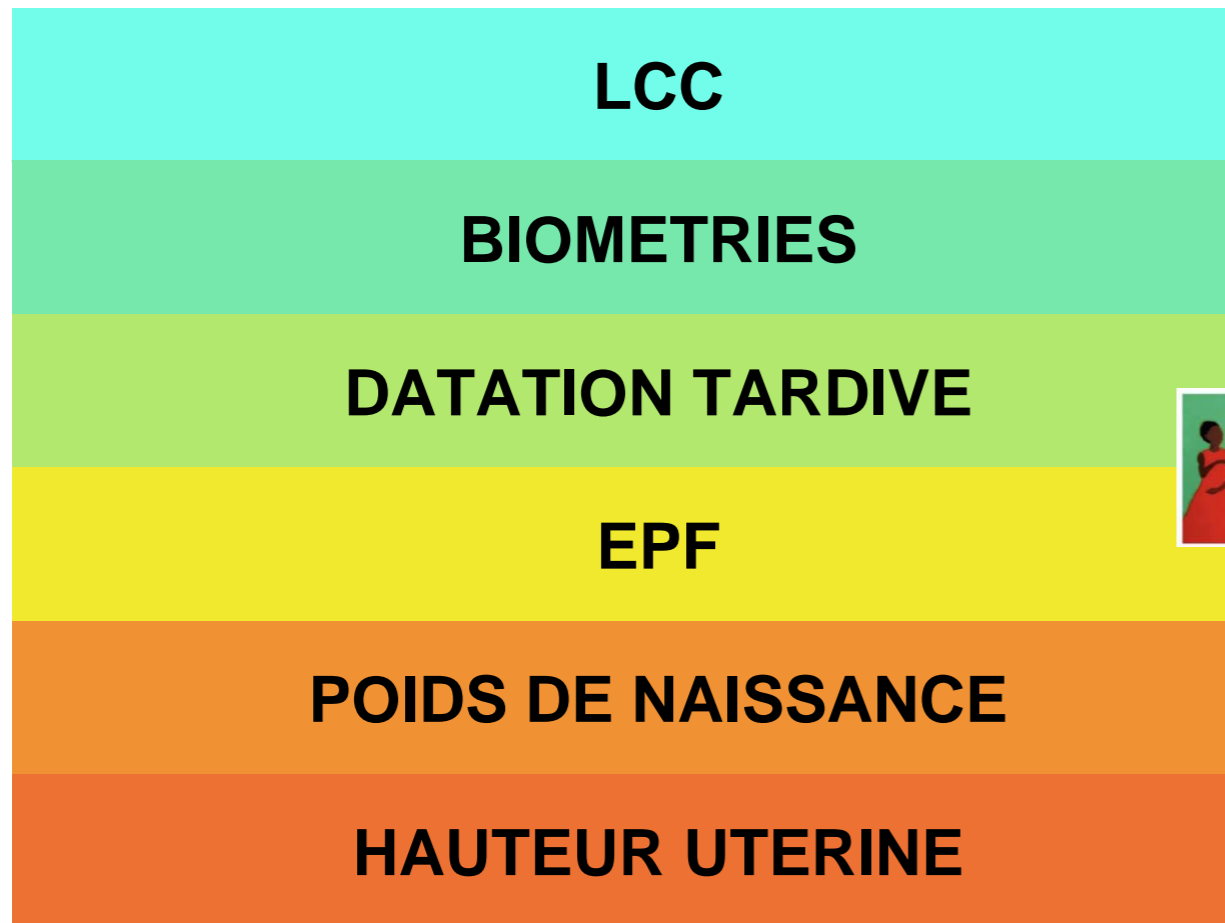 LCC
BIOMETRIES
DATATION TARDIVE
EPF
POIDS DE NAISSANCE
HAUTEUR UTERINE